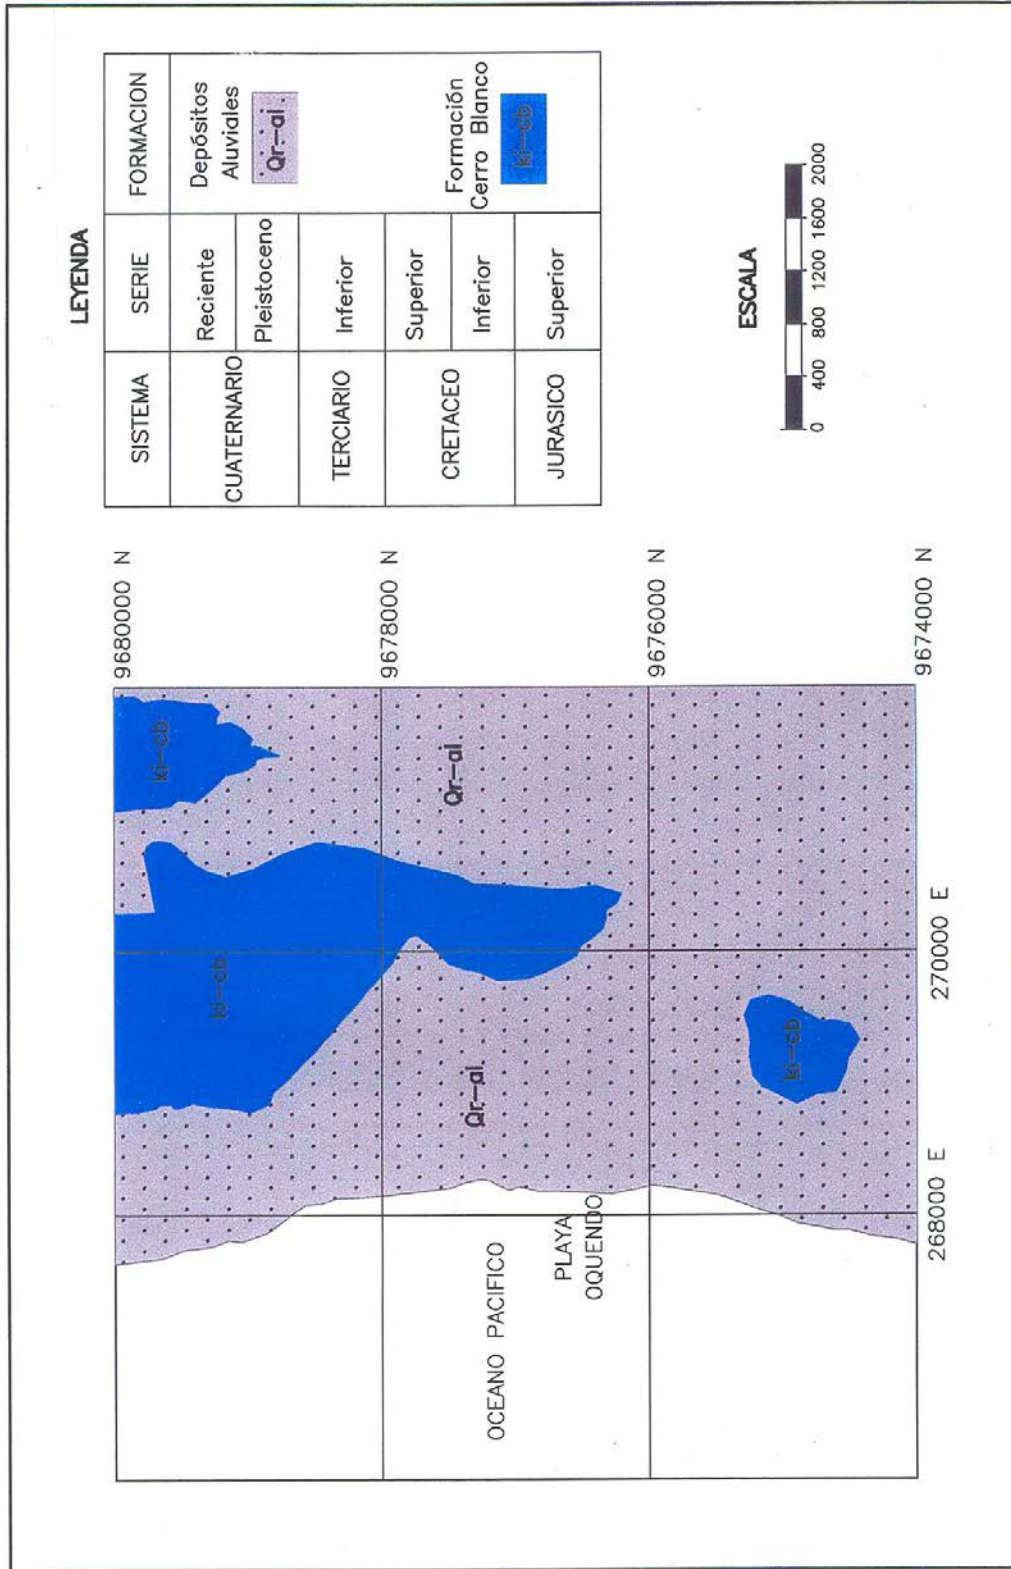 LEYENDA
SISTEMA
SERIE
FORMACION
CUATERNARIO
Reciente
Pleistoceno
Depósitos
Aluviales
Qr-al
TERCIARIO
Inferior
CRETACEO
Superior
Inferior
Formación
Cerro Blanco
ki-cb
JURASICO
Superior
ESCALA
0 400 800 1200 1600 2000
9680000 N
ki-cb
ki-cb
9678000 N
Qr-al
Qr-al
OCEANO PACIFICO
PLAYA
OQUENDO
9676000 N
ki-cb
9674000 N
268000 E
270000 E